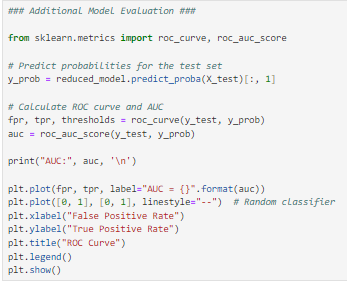 ### Additional Model Evaluation ###
from sklearn.metrics import roc_curve, roc_auc_score
# Predict probabilities for the test set
y_prob = reduced_model.predict_proba(X_test)[:, 1]
# Calculate ROC curve and AUC
fpr, tpr, thresholds = roc_curve(y_test, y_prob)
auc = roc_auc_score(y_test, y_prob)
print("AUC:", auc, '\n')
plt.plot(fpr, tpr, label="AUC = {}".format(auc))
plt.plot([0, 1], [0, 1], linestyle="--")  # Random classifier
plt.xlabel("False Positive Rate")
plt.ylabel("True Positive Rate")
plt.title("ROC Curve")
plt.legend()
plt.show()